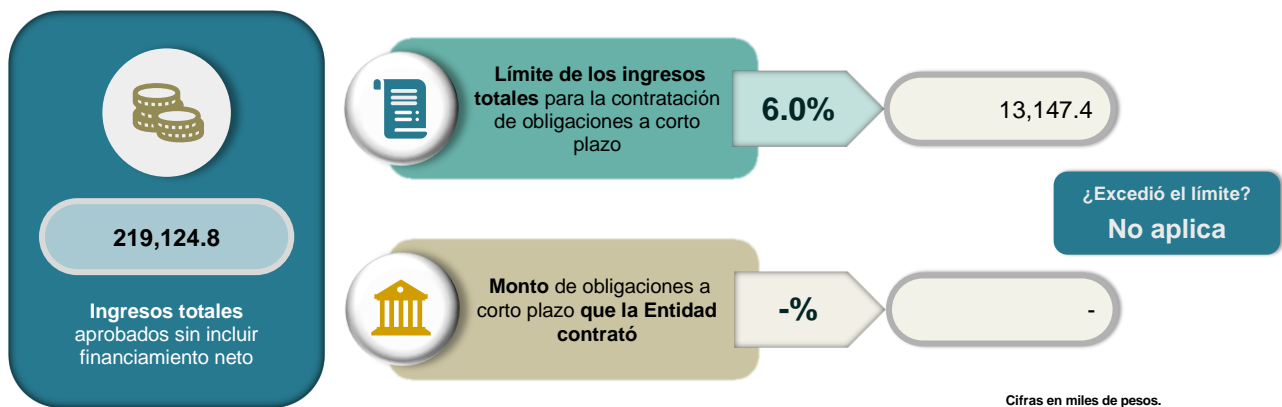 219,124.8
Ingresos totales
aprobados sin incluir
financiamiento neto
Límite de los ingresos
totales para la contratación
de obligaciones a corto
plazo
6.0%
13,147.4
¿Excedió el límite?
No aplica
Monto de obligaciones a
corto plazo que la Entidad
contrató
-%
-
Cifras en miles de pesos.